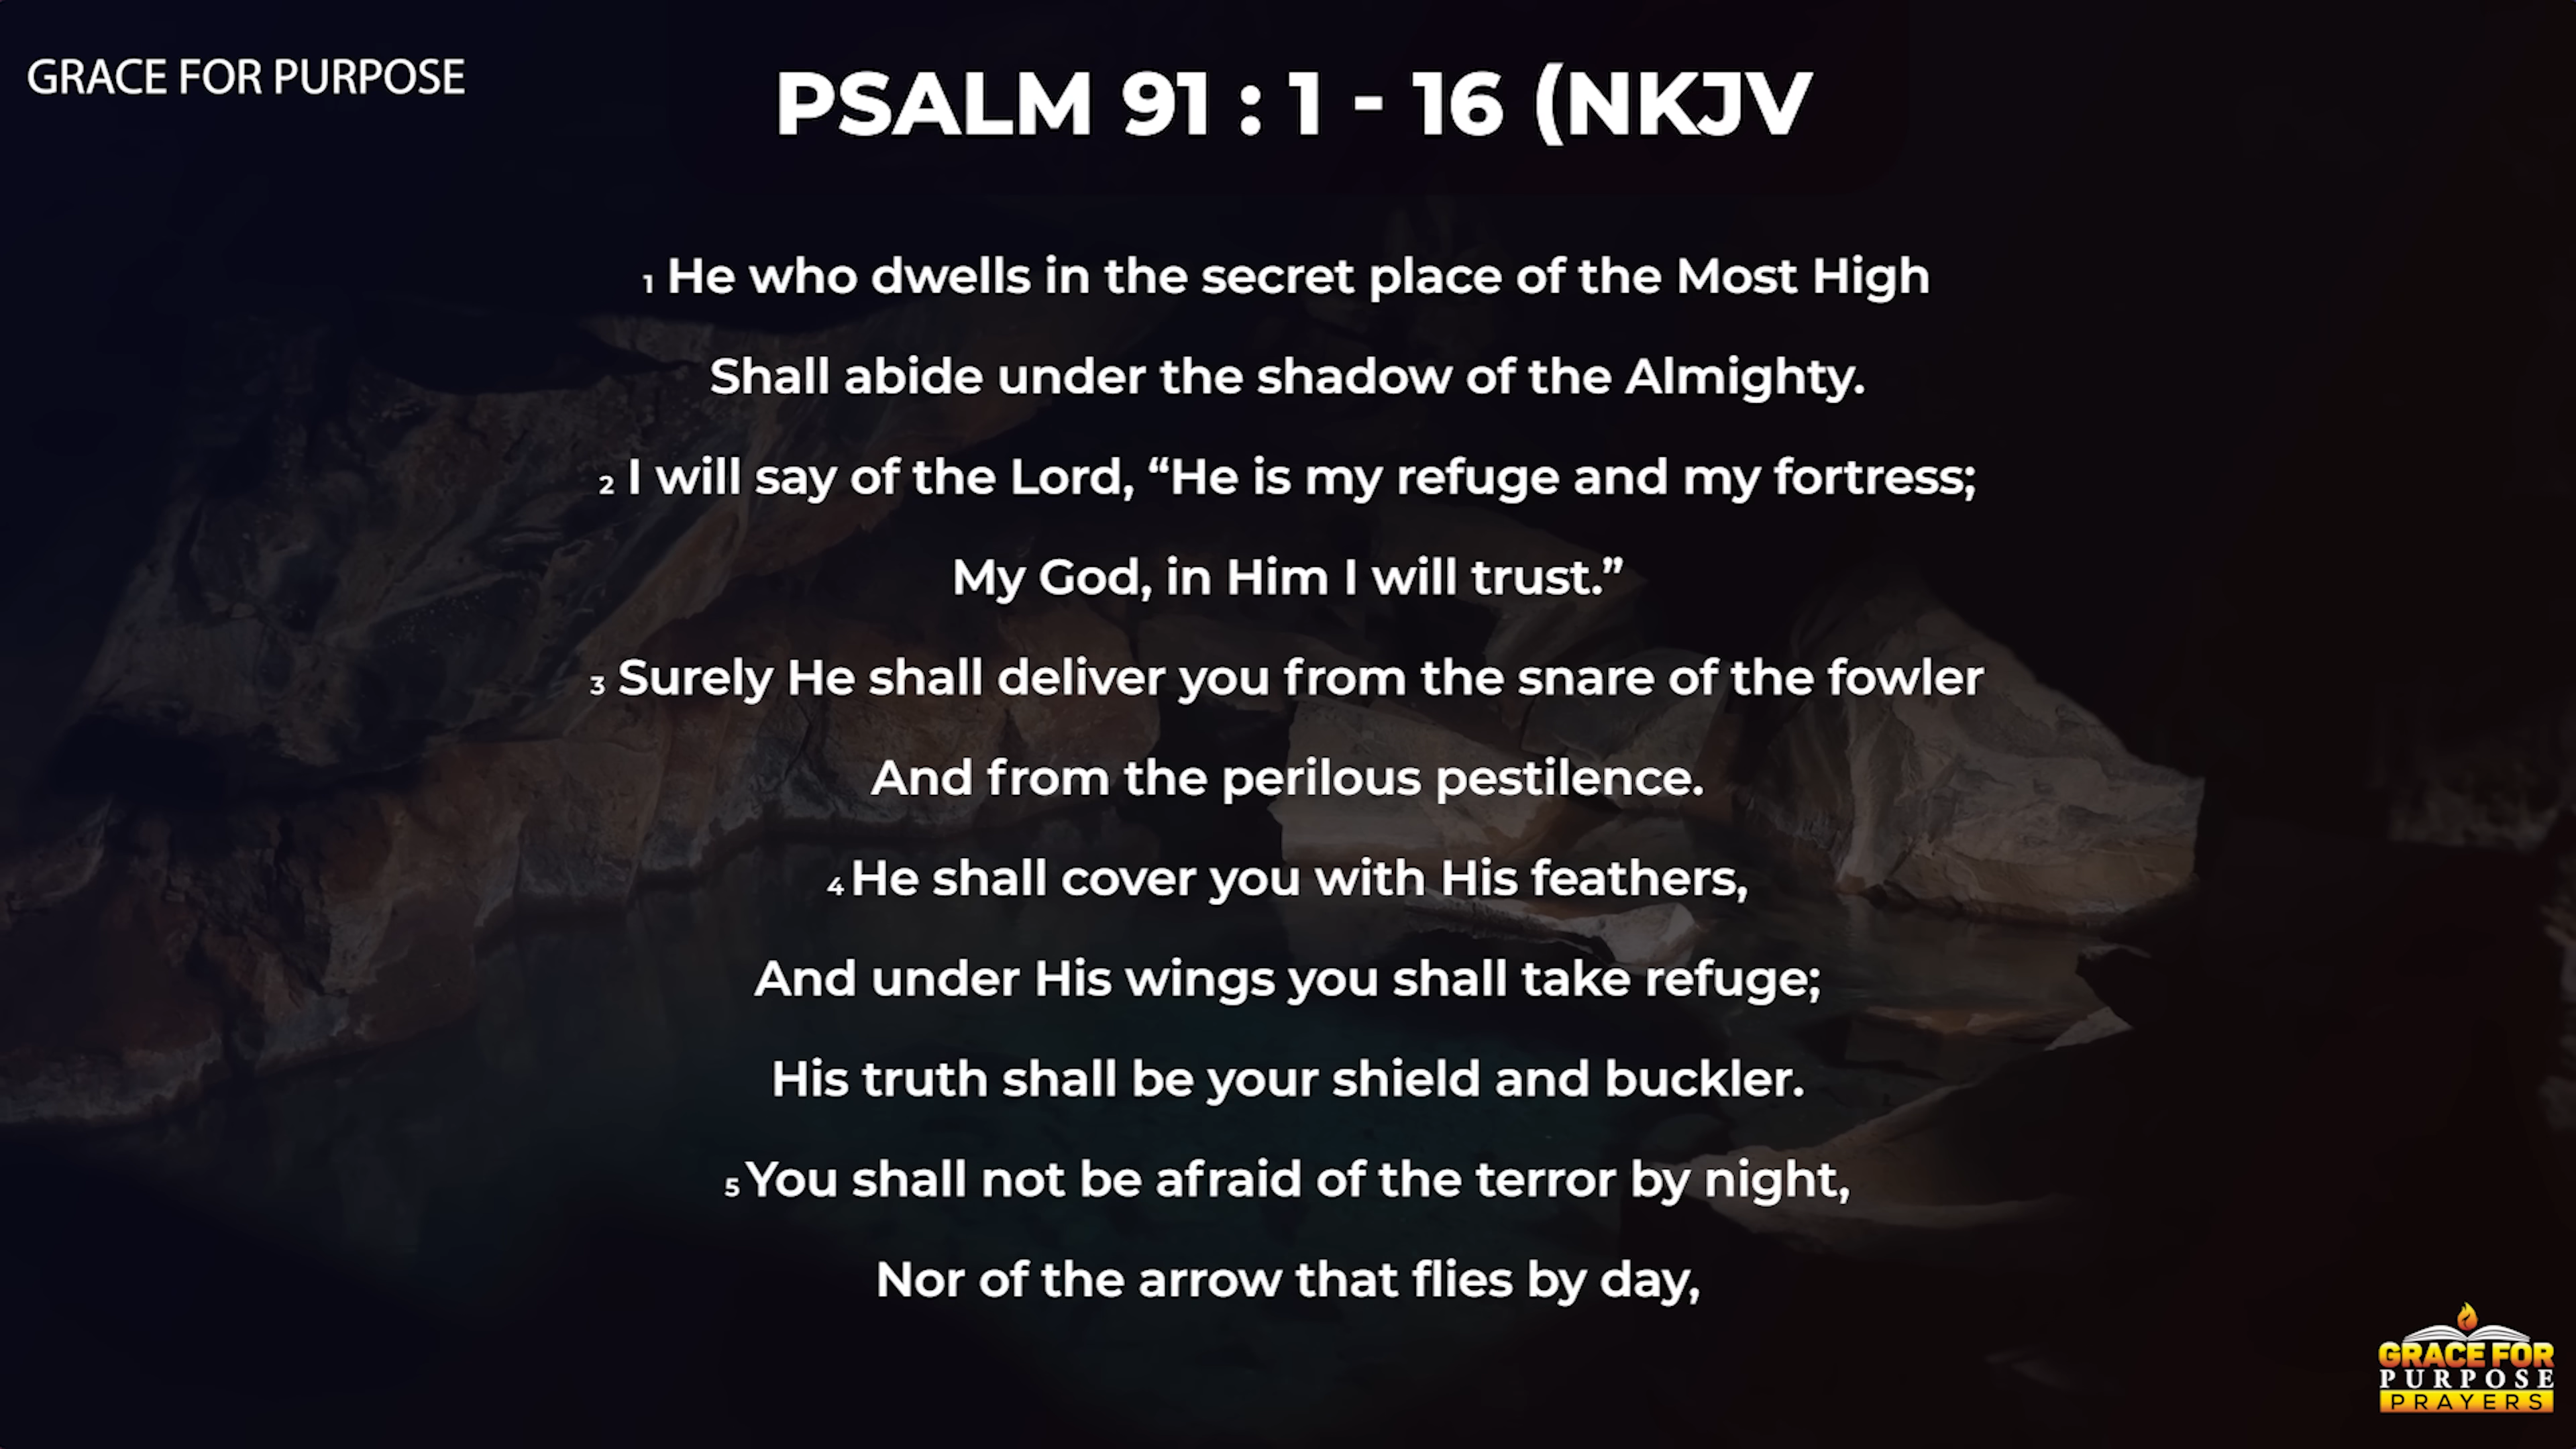 GRACE FOR PURPOSE
PSALM 91 : 1 - 16 (NKJV
1 He who dwells in the secret place of the Most High
Shall abide under the shadow of the Almighty.
2 I will say of the Lord, “He is my refuge and my fortress;
My God, in Him I will trust.”
3 Surely He shall deliver you from the snare of the fowler
And from the perilous pestilence.
4 He shall cover you with His feathers,
And under His wings you shall take refuge;
His truth shall be your shield and buckler.
5 You shall not be afraid of the terror by night,
Nor of the arrow that flies by day,
GRACE FOR
PURPOSE
PRAYERS